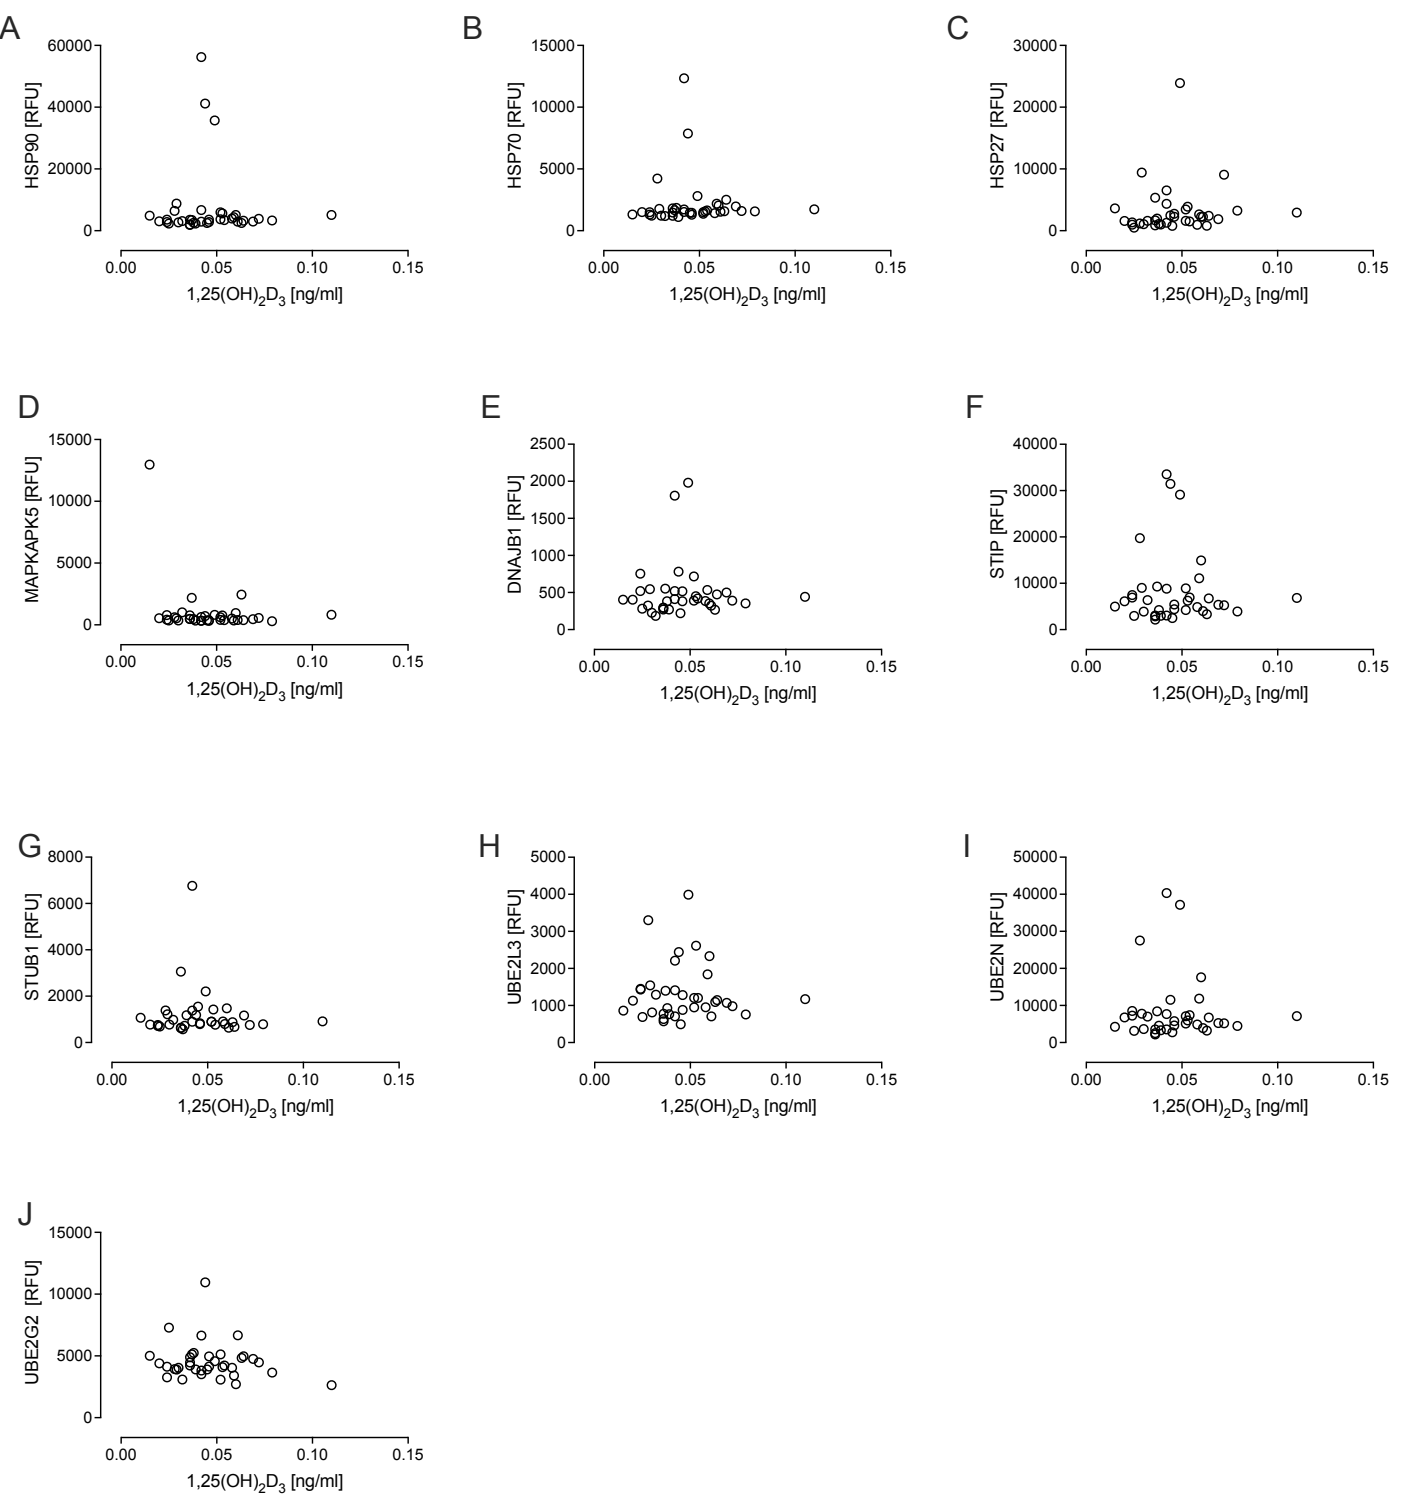 A
HSP90 [RFU]
60000
40000
20000
0
0.00 0.05 0.10 0.15
1,25(OH)2D3 [ng/ml]
B
HSP70 [RFU]
15000
10000
5000
0
0.00 0.05 0.10 0.15
1,25(OH)2D3 [ng/ml]
C
HSP27 [RFU]
30000
20000
10000
0
0.00 0.05 0.10 0.15
1,25(OH)2D3 [ng/ml]
D
MAPKAPK5 [RFU]
15000
10000
5000
0
0.00 0.05 0.10 0.15
1,25(OH)2D3 [ng/ml]
E
DNAJB1 [RFU]
2500
2000
1500
1000
500
0
0.00 0.05 0.10 0.15
1,25(OH)2D3 [ng/ml]
F
STIP [RFU]
40000
30000
20000
10000
0
0.00 0.05 0.10 0.15
1,25(OH)2D3 [ng/ml]
G
STUB1 [RFU]
8000
6000
4000
2000
0
0.00 0.05 0.10 0.15
1,25(OH)2D3 [ng/ml]
H
UBE2L3 [RFU]
5000
4000
3000
2000
1000
0
0.00 0.05 0.10 0.15
1,25(OH)2D3 [ng/ml]
I
UBE2N [RFU]
50000
40000
30000
20000
10000
0
0.00 0.05 0.10 0.15
1,25(OH)2D3 [ng/ml]
J
UBE2G2 [RFU]
15000
10000
5000
0
0.00 0.05 0.10 0.15
1,25(OH)2D3 [ng/ml]